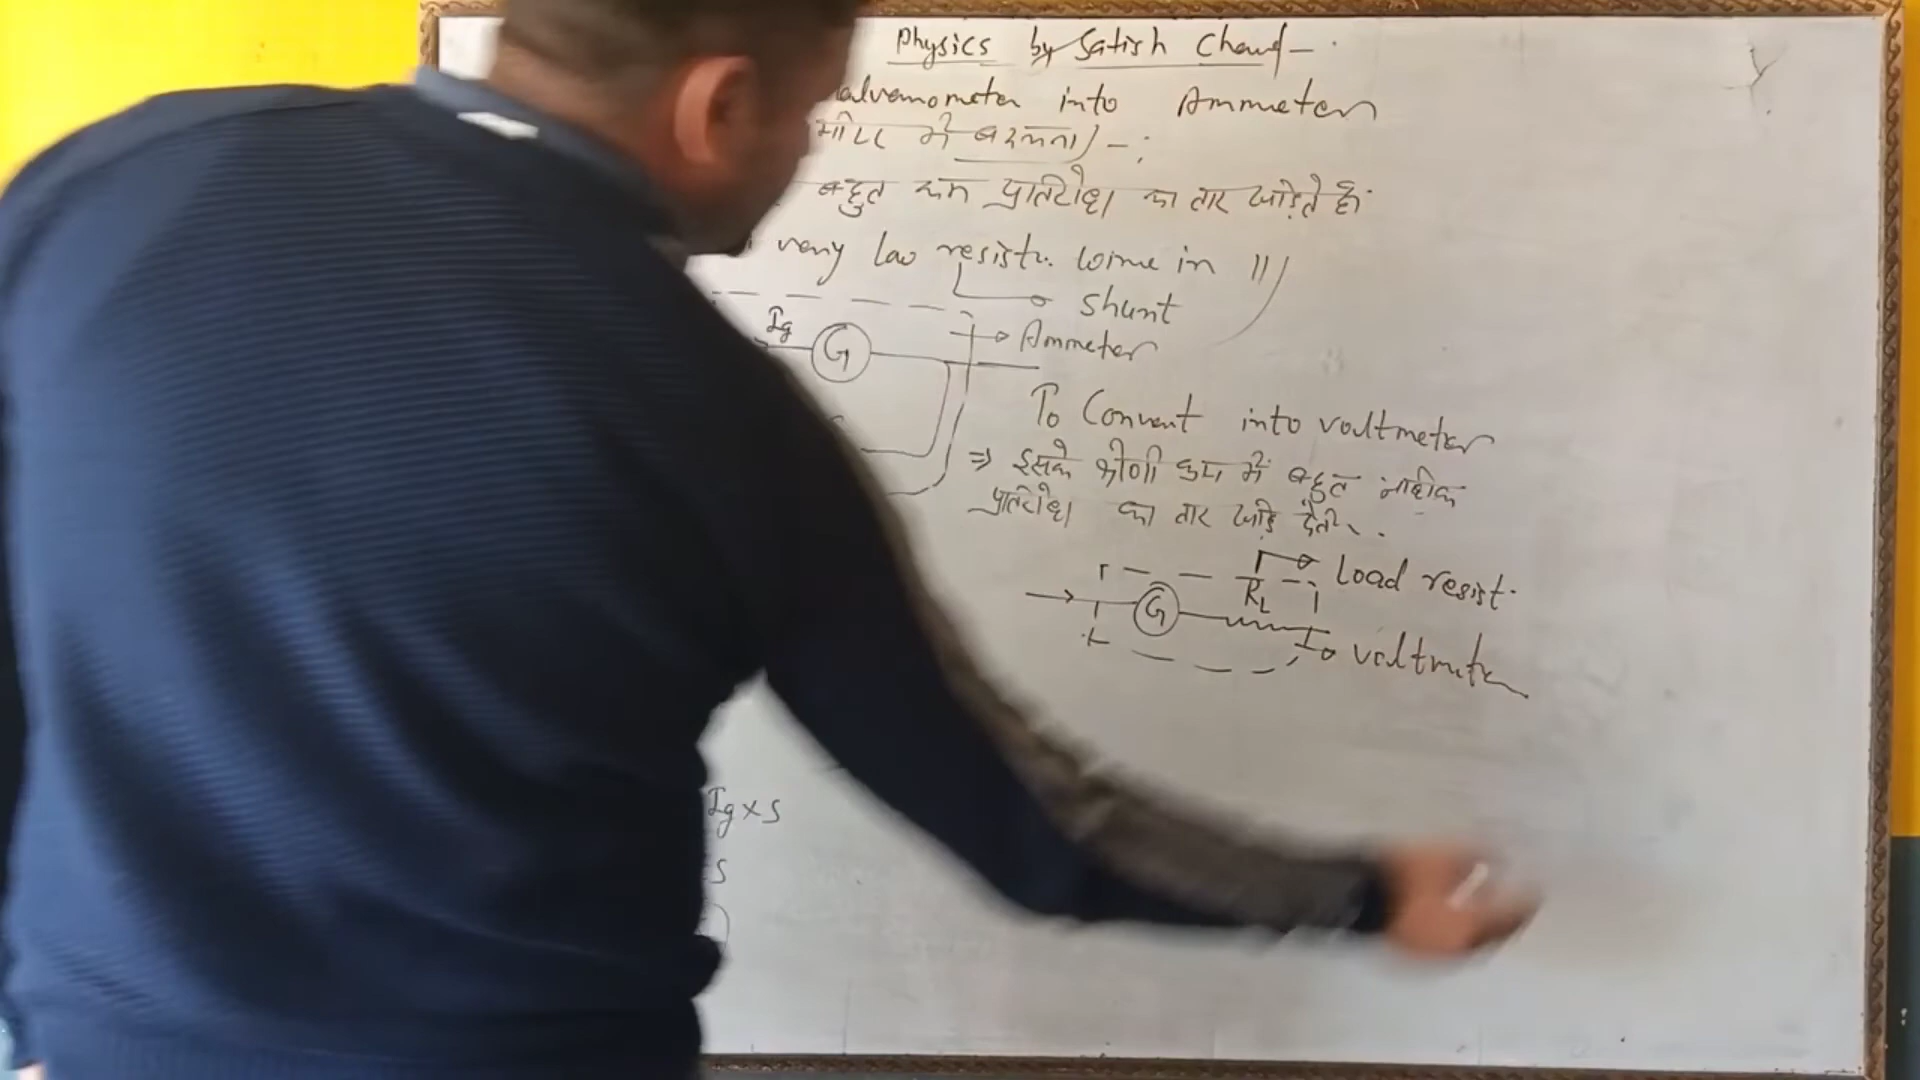 Physics by Satish Chand -
alvanometer into Ammeter
में बदलना) -:
बहुत कम प्रतिरोध का तार जोड़ते हैं
very low resist. wire in ||
Shunt
Ammeter
Ig
G
To Convert into voltmeter
⇒ इसके श्रेणी क्रम में बहुत अधिक
प्रतिरोध का तार जोड़ देते
Load resist.
RL
G
voltmeter
Ig x S
S